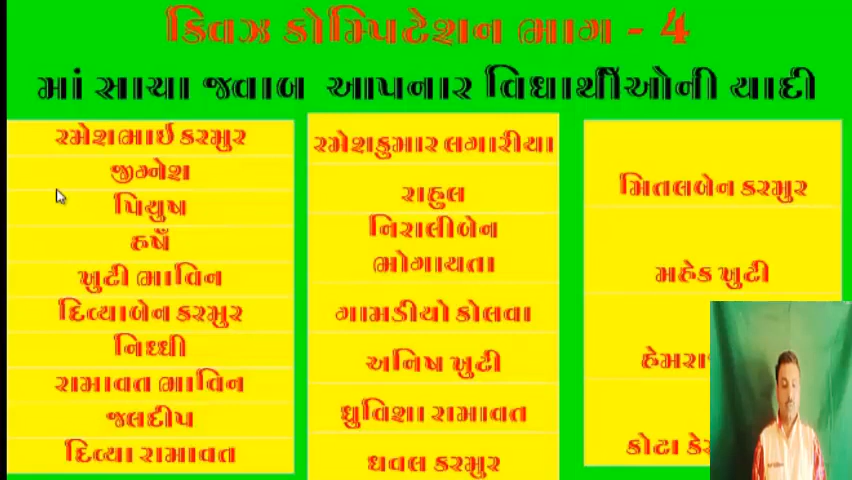 ક્વિઝ કોમ્પિટેશન ભાગ - 4
માં સાચા જવાબ આપનાર વિદ્યાર્થીઓની યાદી
રમેશભાઈ કરમુર
જીગ્નેશ
પિયુષ
હર્ષ
ખુટી ભાવિન
દિવ્યાબેન કરમુર
નિધ્ધી
રામાવત ભાવિન
જલદીપ
દિવ્યા રામાવત
રમેશકુમાર લગારીયા
રાહુલ
નિરાલીબેન
ભોગાયતા
ગામડીયો કોલવા
અનિષ ખુટી
ધ્રુવિશા રામાવત
ધવલ કરમુર
મિતલબેન કરમુર
મહેક ખુટી
કોટા